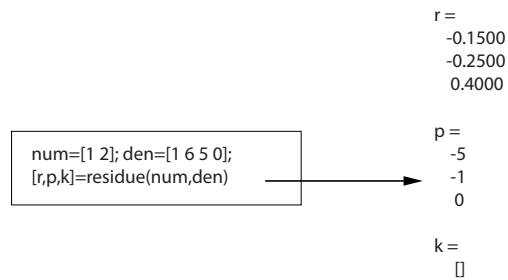 num=[1 2]; den=[1 6 5 0];
[r,p,k]=residue(num,den)
r =
-0.1500
-0.2500
0.4000
p =
-5
-1
0
k =
[]